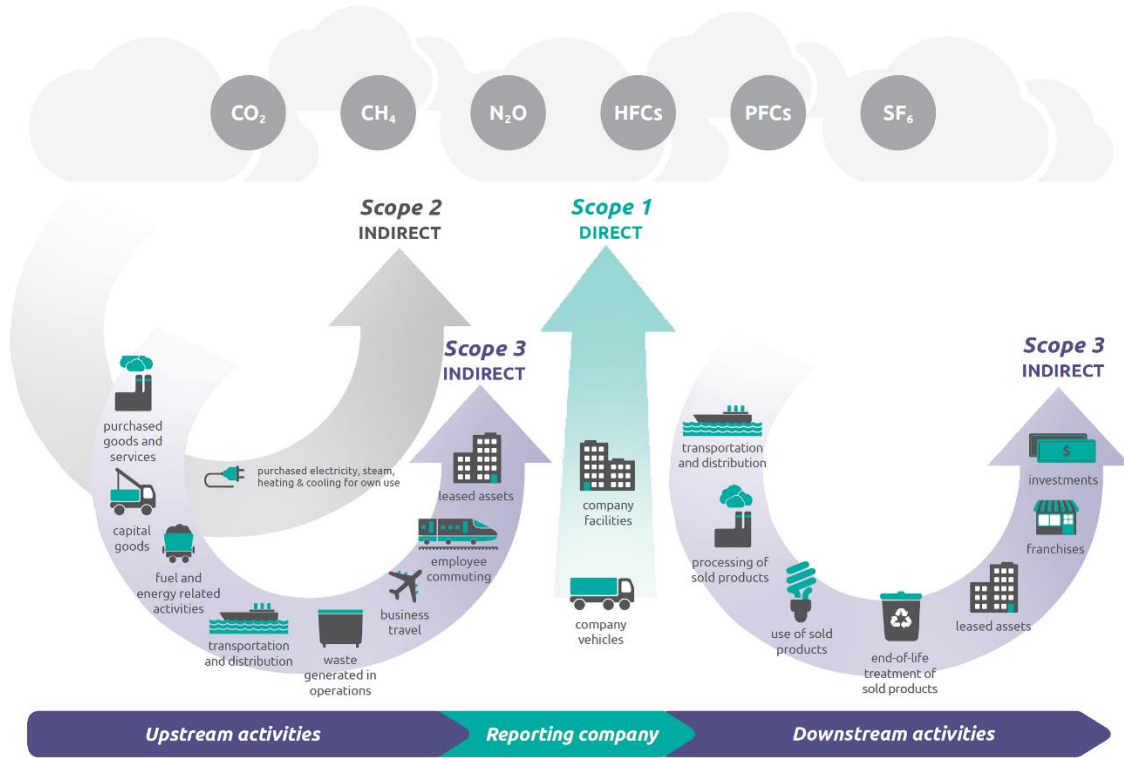 CO₂
CH₄
N₂O
HFCs
PFCs
SF₆
Scope 2
INDIRECT
Scope 1
DIRECT
Scope 3
INDIRECT
Scope 3
INDIRECT
purchased
goods and
services
capital
goods
fuel and
energy related
activities
transportation
and distribution
waste
generated in
operations
business
travel
employee
commuting
leased assets
purchased electricity, steam,
heating & cooling for own use
company
facilities
company
vehicles
transportation
and distribution
processing of
sold products
use of sold
products
end-of-life
treatment of
sold products
leased assets
franchises
$
investments
Upstream activities
Reporting company
Downstream activities